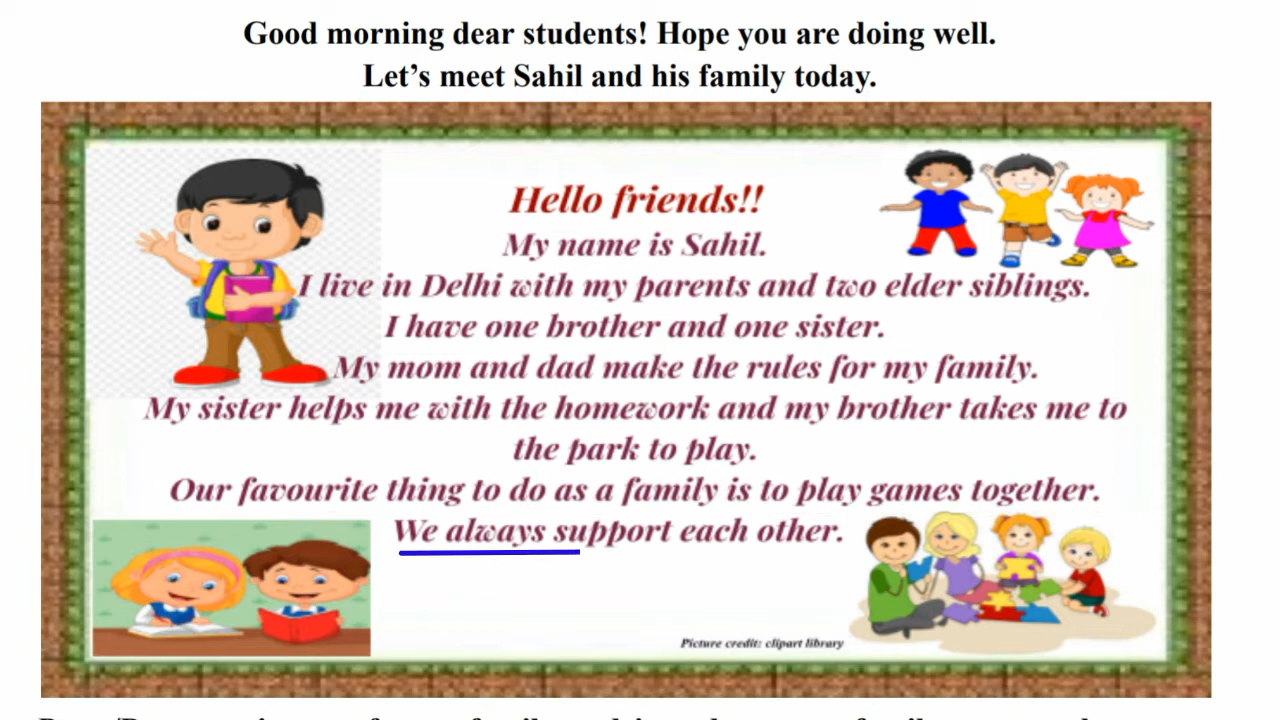 Good morning dear students! Hope you are doing well.
Let's meet Sahil and his family today.
Hello friends!!
My name is Sahil.
I live in Delhi with my parents and two elder siblings.
I have one brother and one sister.
My mom and dad make the rules for my family.
My sister helps me with the homework and my brother takes me to
the park to play.
Our favourite thing to do as a family is to play games together.
We always support each other.
Picture credit: clipart library